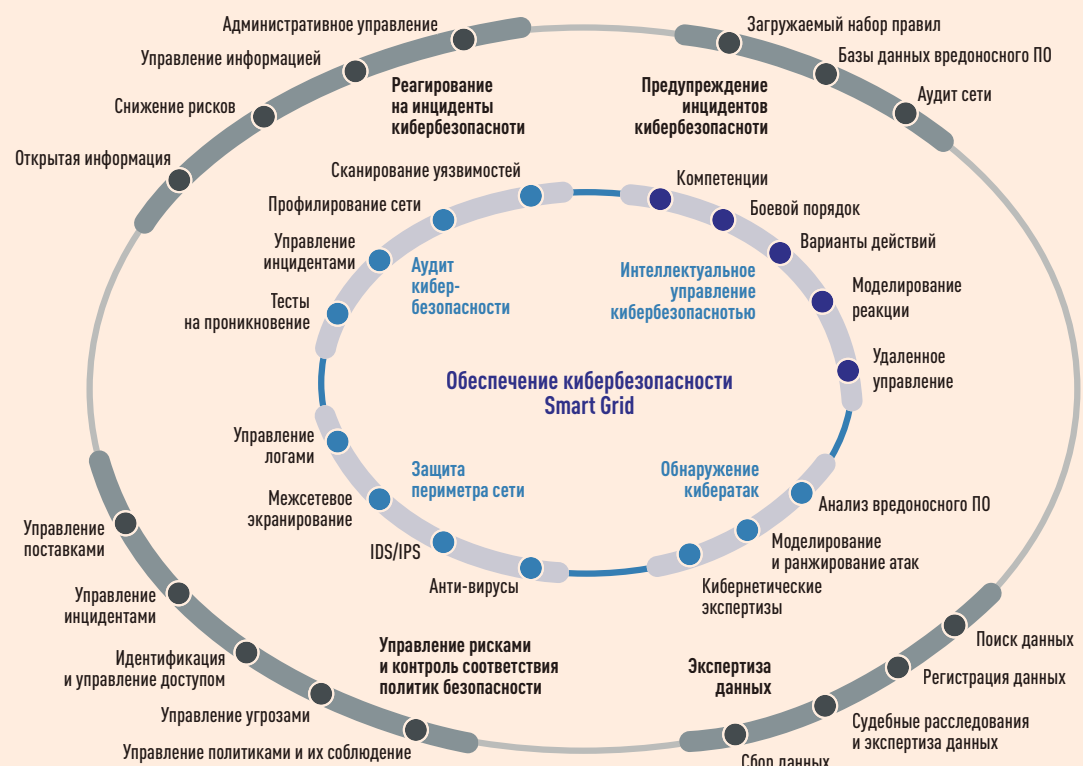 Административное управление
Управление информацией
Снижение рисков
Открытая информация
Реагирование
на инциденты
кибербезопасноти
Предупреждение
инцидентов
кибербезопасноти
Загружаемый набор правил
Базы данных вредоносного ПО
Аудит сети
Сканирование уязвимостей
Профилирование сети
Управление
инцидентами
Тесты
на проникновение
Аудит
кибер-
безопасности
Компетенции
Боевой порядок
Варианты действий
Моделирование
реакции
Удаленное
управление
Интеллектуальное
управление
кибербезопаснотью
Обеспечение кибербезопасности
Smart Grid
Управление
логами
Межсетевое
экранирование
IDS/IPS
Анти-вирусы
Защита
периметра сети
Обнаружение
кибератак
Анализ вредоносного ПО
Моделирование
и ранжирование атак
Кибернетические
экспертизы
Управление
поставками
Управление
инцидентами
Идентификация
и управление доступом
Управление угрозами
Управление политиками и их соблюдение
Управление рисками
и контроль соответствия
политик безопасности
Экспертиза
данных
Поиск данных
Регистрация данных
Судебные расследования
и экспертиза данных
Сбор данных